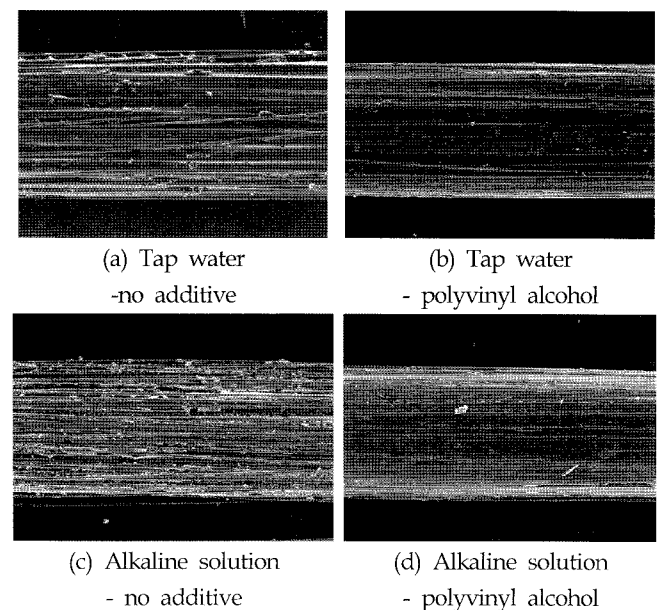 (a) Tap water
-no additive
(b) Tap water
- polyvinyl alcohol
(c) Alkaline solution
- no additive
(d) Alkaline solution
- polyvinyl alcohol